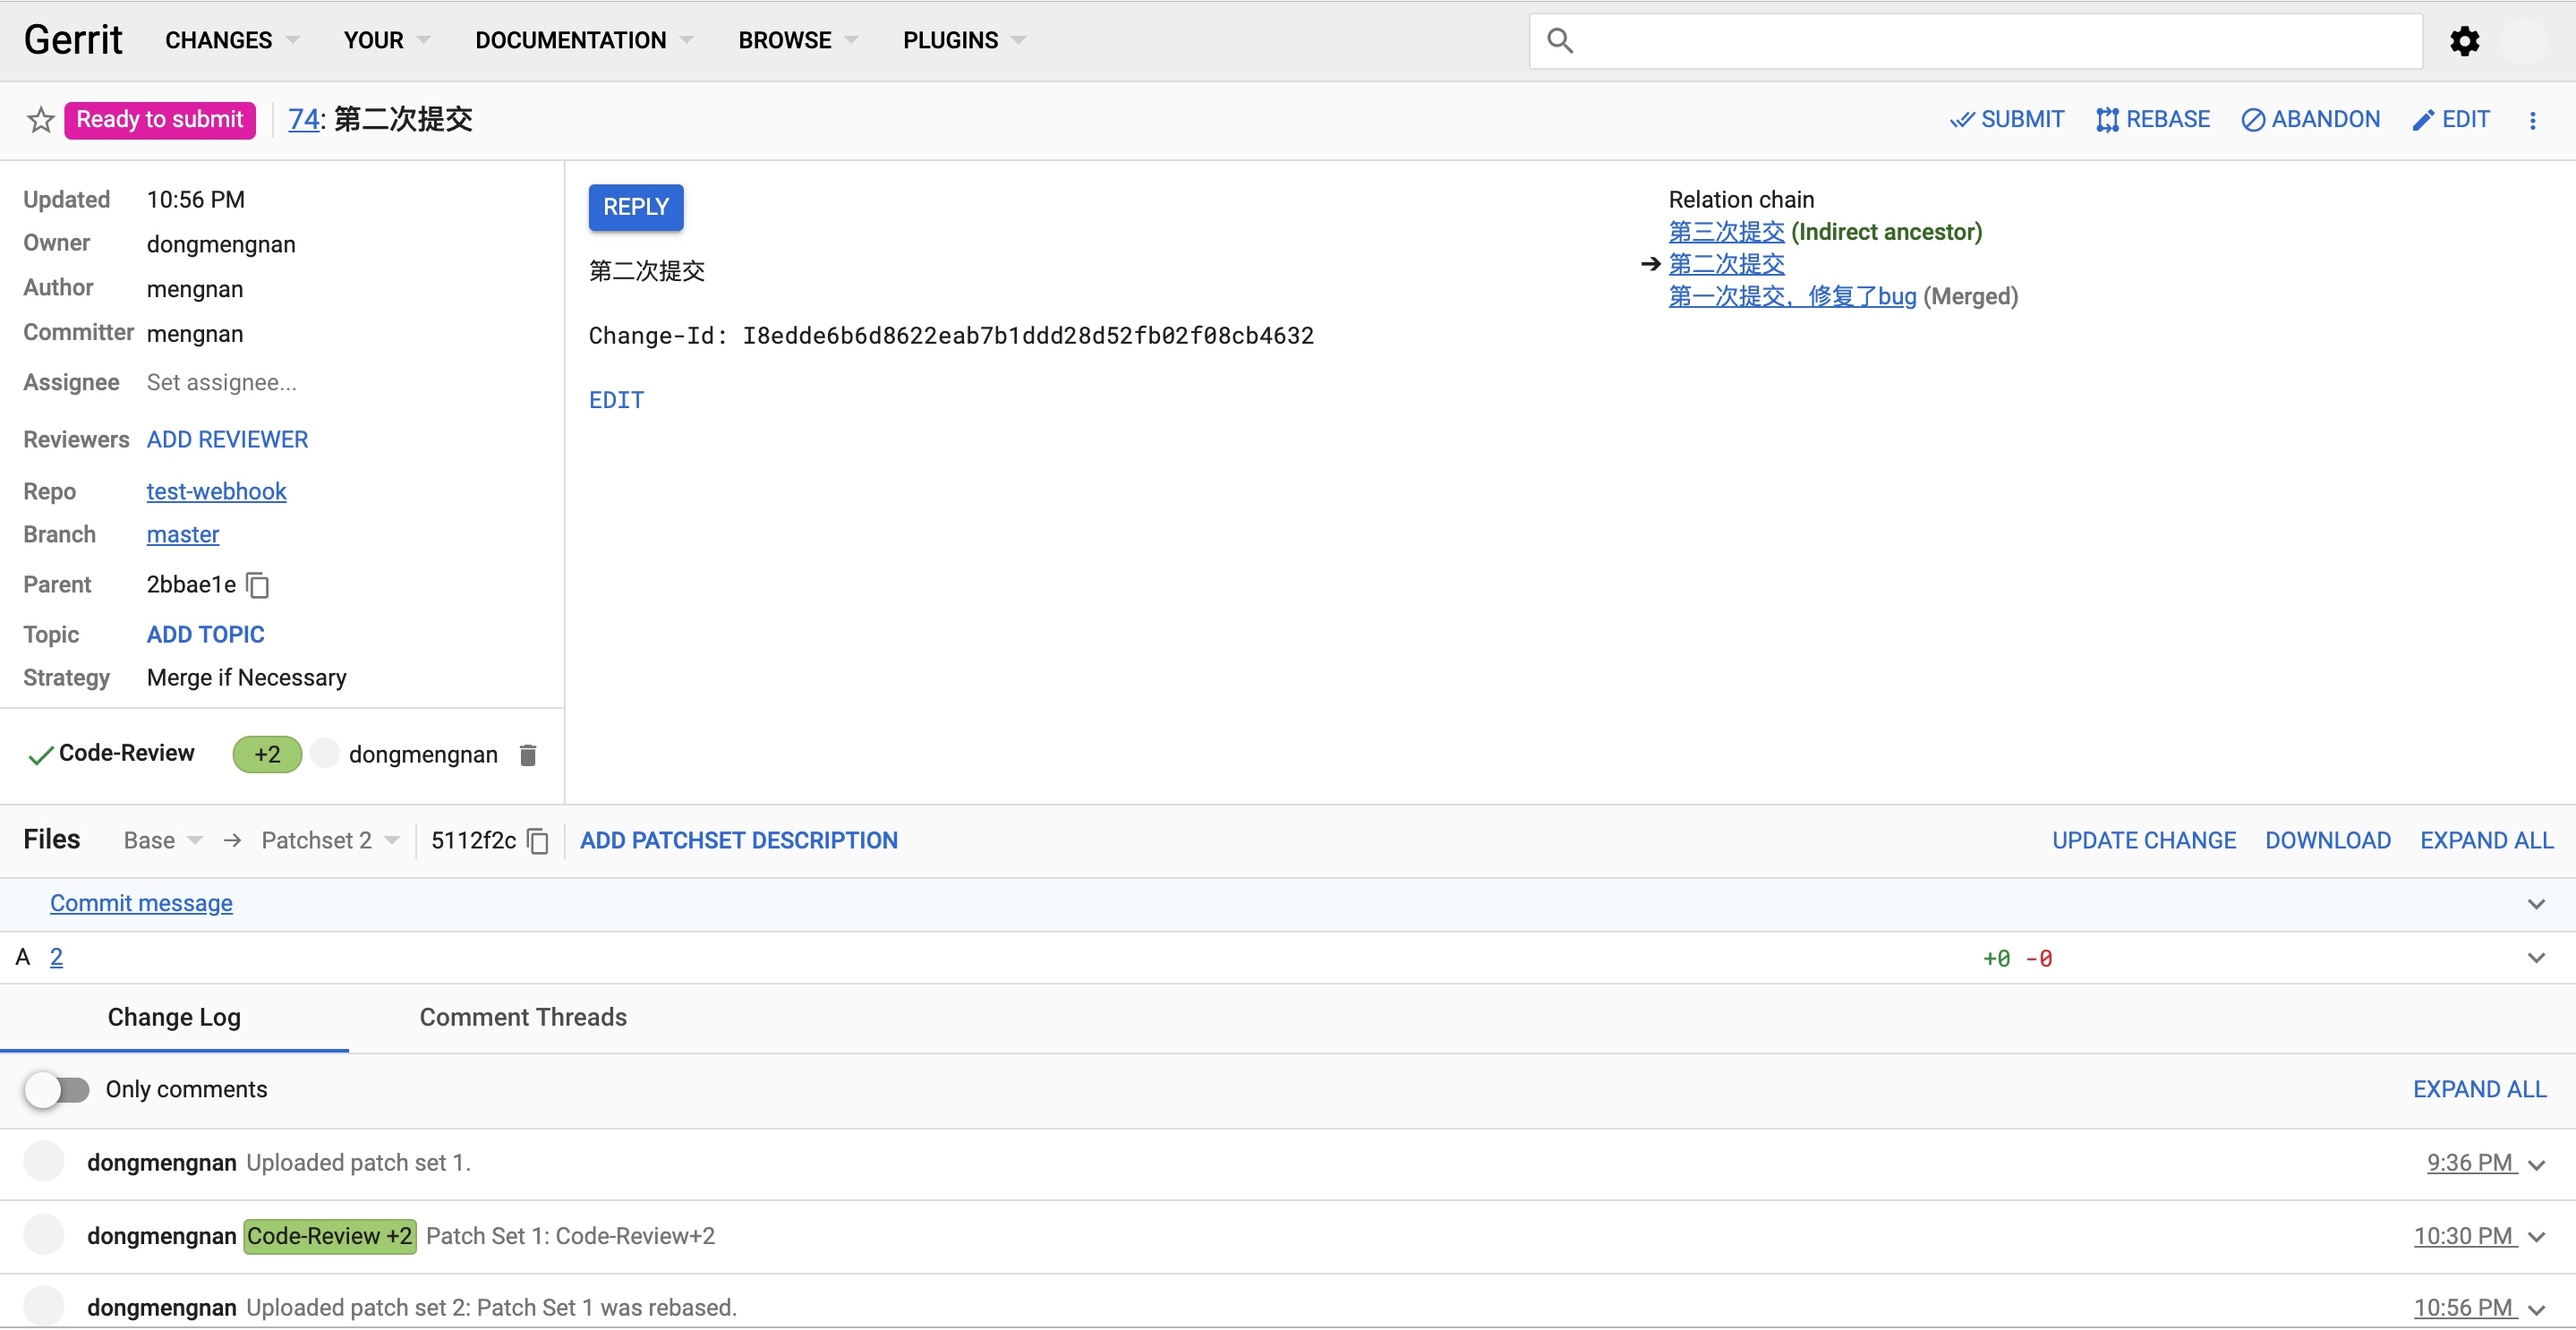 Gerrit CHANGES YOUR DOCUMENTATION BROWSE PLUGINS
Ready to submit 74: 第二次提交 SUBMIT REBASE ABANDON EDIT
Updated 10:56 PM
Owner dongmengnan
Author mengnan
Committer mengnan
Assignee Set assignee...
Reviewers ADD REVIEWER
Repo test-webhook
Branch master
Parent 2bbae1e
Topic ADD TOPIC
Strategy Merge if Necessary
Code-Review +2 dongmengnan
REPLY
第二次提交
Change-Id: I8edde6b6d8622eab7b1ddd28d52fb02f08cb4632
EDIT
Relation chain
第三次提交 (Indirect ancestor)
➔ 第二次提交
第一次提交，修复了bug (Merged)
Files Base → Patchset 2 5112f2c ADD PATCHSET DESCRIPTION UPDATE CHANGE DOWNLOAD EXPAND ALL
Commit message
A 2 +0 -0
Change Log Comment Threads
Only comments EXPAND ALL
dongmengnan Uploaded patch set 1. 9:36 PM
dongmengnan Code-Review +2 Patch Set 1: Code-Review+2 10:30 PM
dongmengnan Uploaded patch set 2: Patch Set 1 was rebased. 10:56 PM